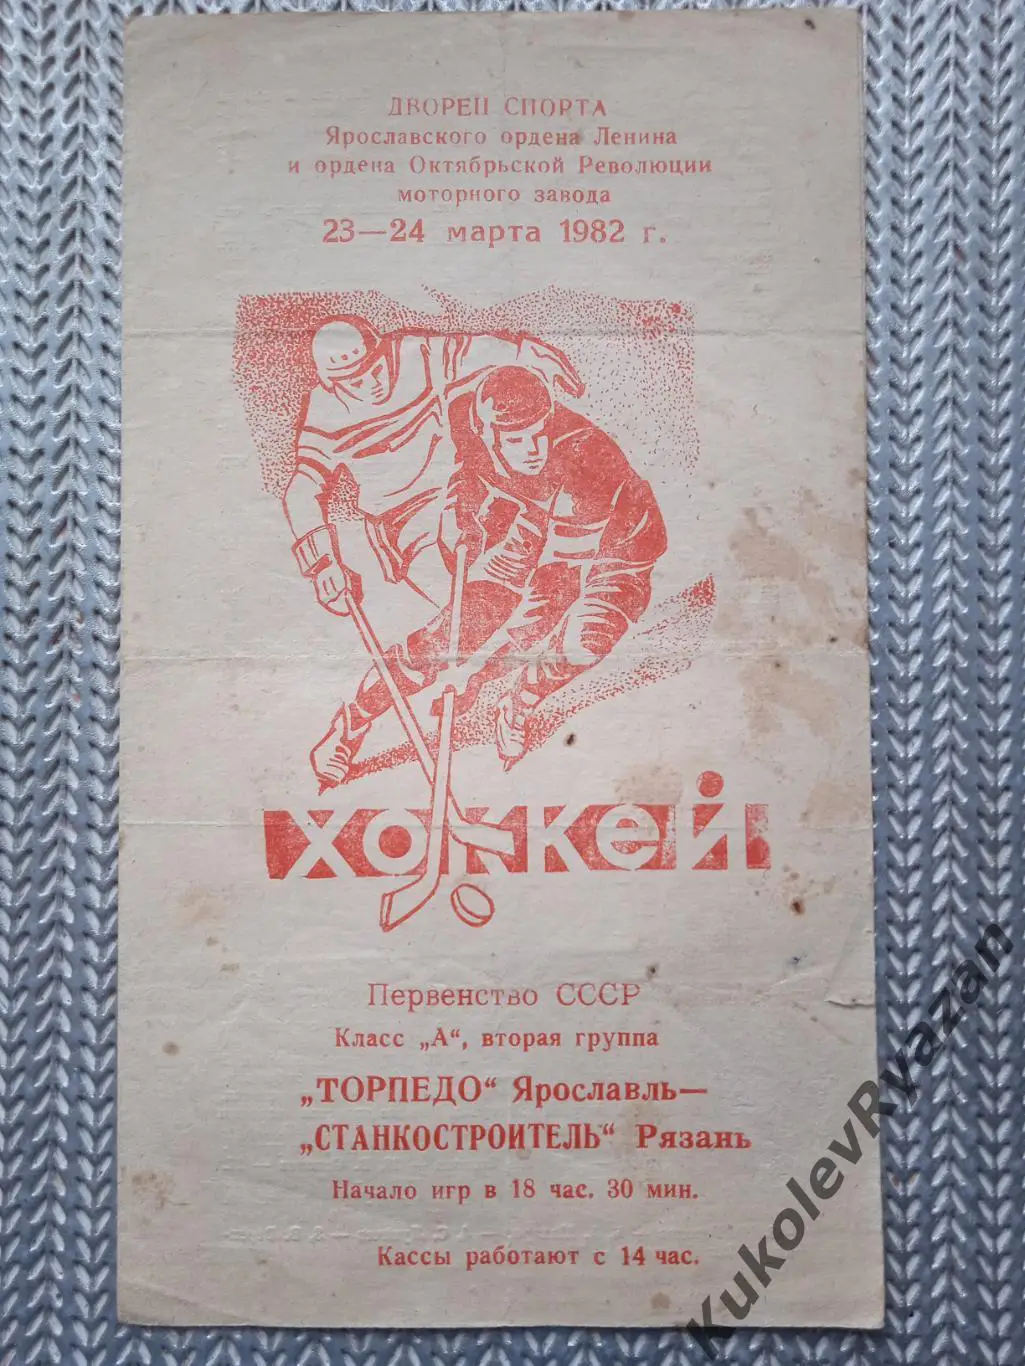 ДВОРЕЦ СПОРТА
Ярославского ордена Ленина
и ордена Октябрьской Революции
моторного завода
23—24 марта 1982 г.
ХОККЕЙ
Первенство СССР
Класс „А“, вторая группа
„ТОРПЕДО“ Ярославль—
„СТАНКОСТРОИТЕЛЬ“ Рязань
Начало игр в 18 час. 30 мин.
Кассы работают с 14 час.
KukolevRyazan